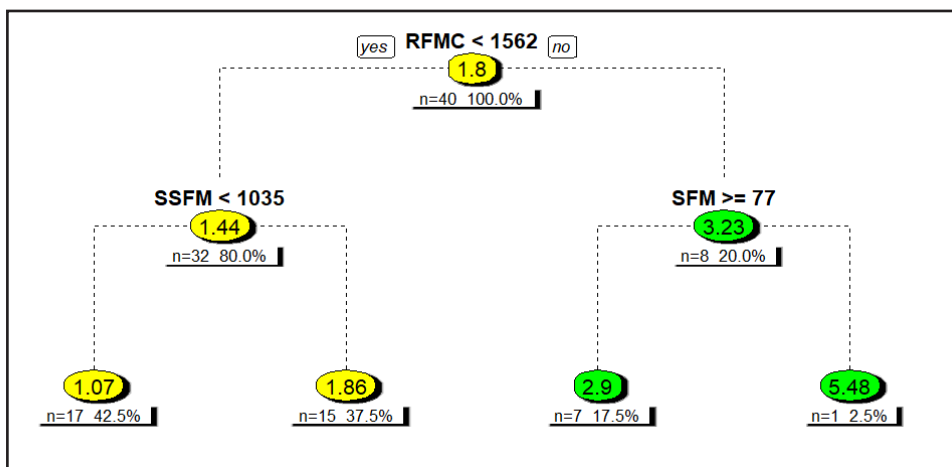 yes RFMC < 1562 no
1.8
n=40 100.0%
SSFM < 1035 SFM >= 77
1.44 3.23
n=32 80.0% n=8 20.0%
1.07 1.86 2.9 5.48
n=17 42.5% n=15 37.5% n=7 17.5% n=1 2.5%